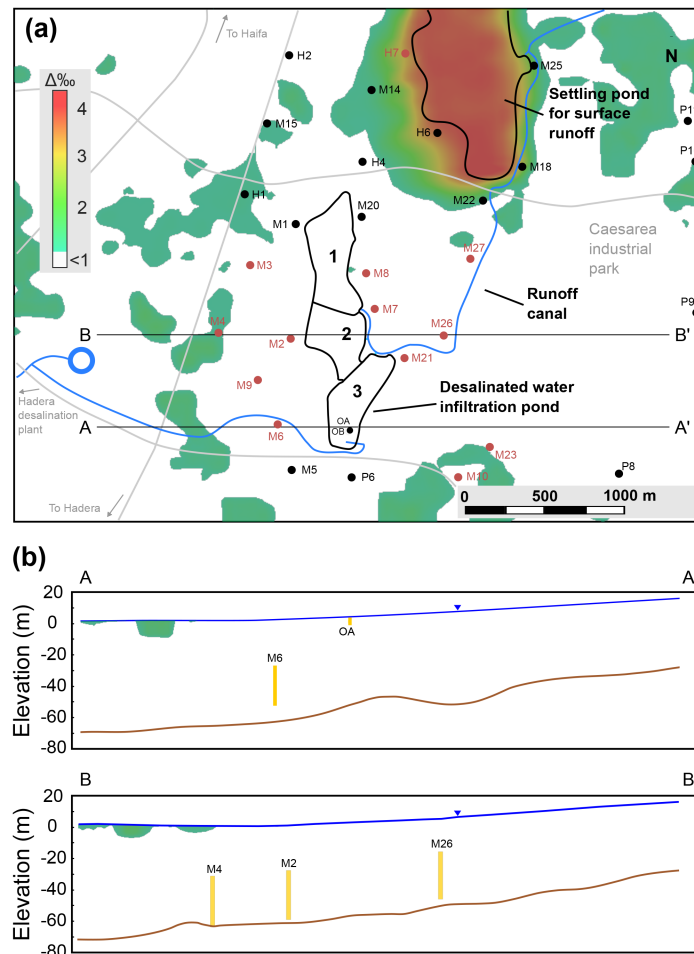 (a)
To Haifa
H2
H7
M25
N
Δ‰
4
3
2
<1
M14
Settling pond
for surface
runoff
M15
H6
P1
H4
P1
M18
H1
M22
M20
M1
Caesarea
industrial
park
1
M27
M3
M8
M7
Runoff
canal
P9
M4
B
2
M26
B'
M2
M21
M9
3
Desalinated water
infiltration pond
Hadera
desalination
plant
A
OA
OB
A'
M6
M23
M5
P6
M10
P8
To Hadera
0 500 1000 m
(b)
A A
20
0
-20
-40
-60
-80
Elevation (m)
OA
M6
B B
20
0
-20
-40
-60
-80
Elevation (m)
M26
M4
M2